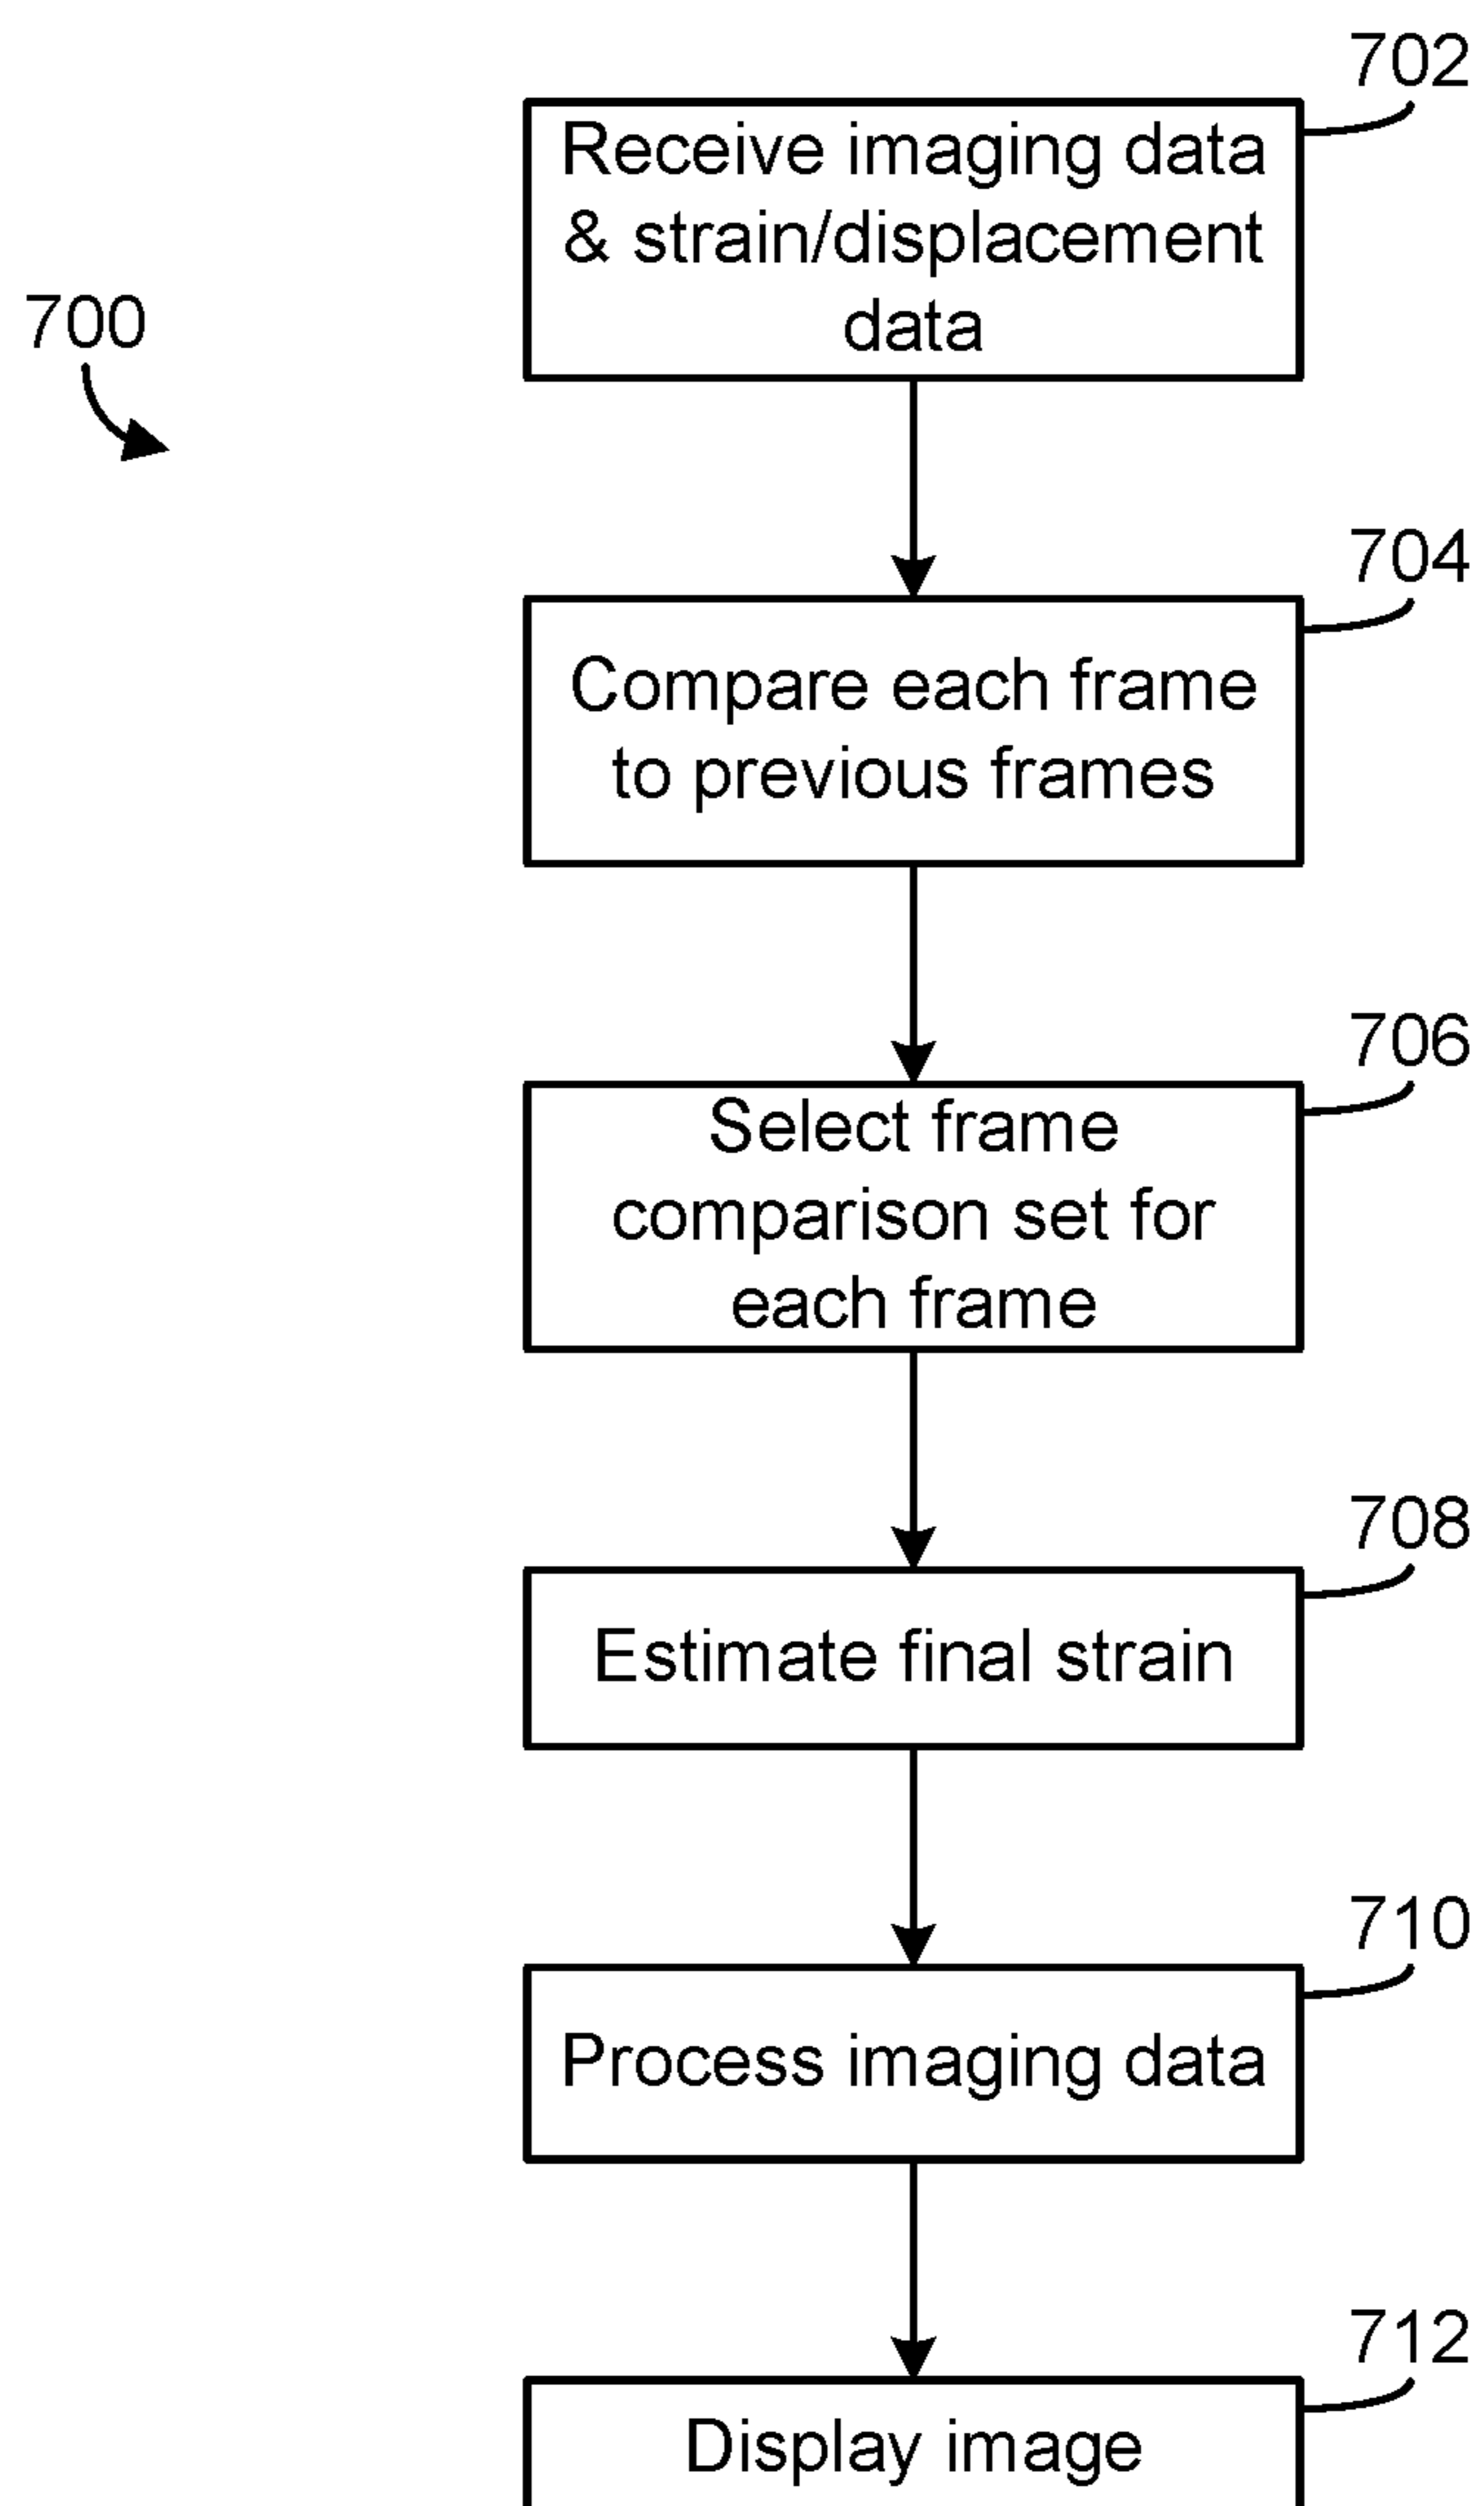 702
Receive imaging data
& strain/displacement
data
700
704
Compare each frame
to previous frames
706
Select frame
comparison set for
each frame
708
Estimate final strain
710
Process imaging data
712
Display image